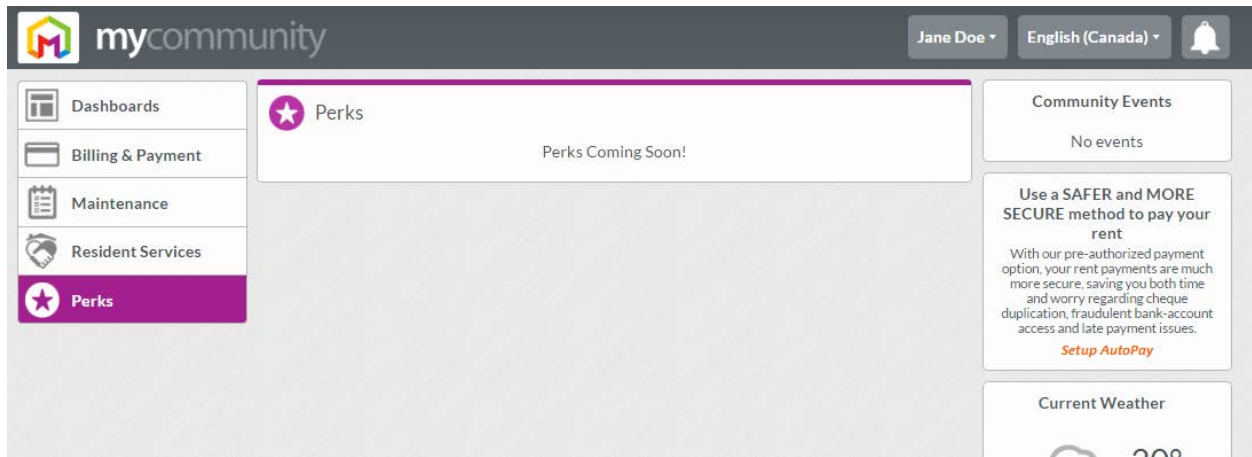 mycommunity
Jane Doe
English (Canada)
Dashboards
Billing & Payment
Maintenance
Resident Services
Perks
Perks
Perks Coming Soon!
Community Events
No events
Use a SAFER and MORE
SECURE method to pay your
rent
With our pre-authorized payment
option, your rent payments are much
more secure, saving you both time
and worry regarding cheque
duplication, fraudulent bank-account
access and late payment issues.
Setup AutoPay
Current Weather